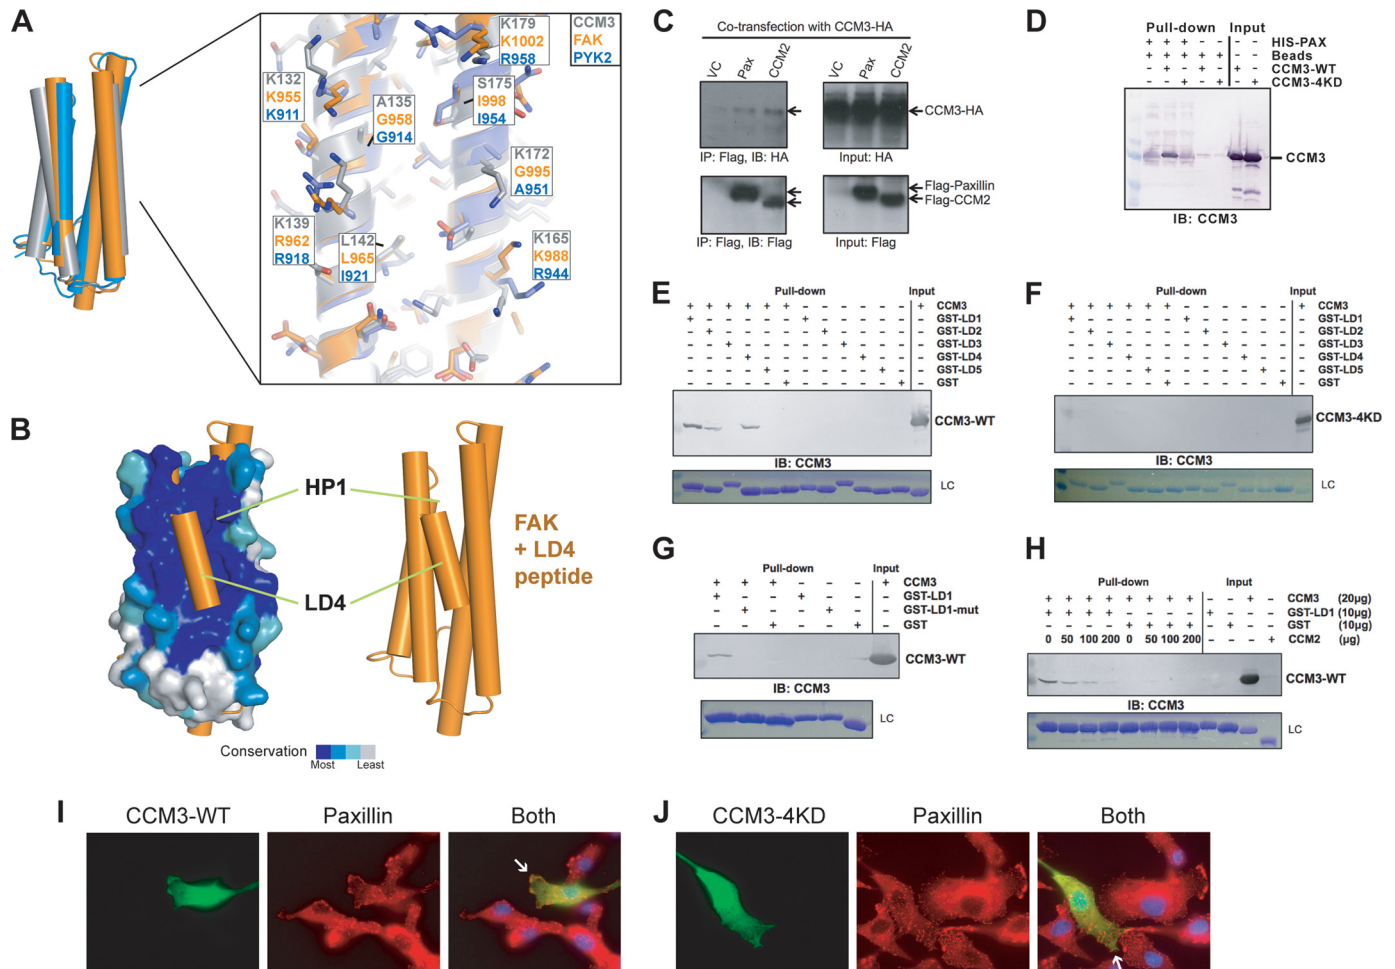 A
K179
K1002
R958
CCM3
FAK
PYK2
K132
K955
K911
A135
G958
G914
S175
I998
I954
K172
G995
A951
K139
R962
R918
L142
L965
I921
K165
K988
R944
B
HP1
LD4
FAK
+ LD4
peptide
Conservation
Most Least
C
Co-transfection with CCM3-HA
VC Pax CCM2 VC Pax CCM2
CCM3-HA
IP: Flag, IB: HA Input: HA
Flag-Paxillin
Flag-CCM2
IP: Flag, IB: Flag Input: Flag
D
Pull-down Input
+ + + – – – – HIS-PAX
+ + + + + – – Beads
– + – + – + – CCM3-WT
– – + – + – + CCM3-4KD
CCM3
IB: CCM3
E
Pull-down Input
+ + + + + + – – – – – – + CCM3
+ – – – – – + – – – – – – GST-LD1
– + – – – – – + – – – – – GST-LD2
– – + – – – – – + – – – – GST-LD3
– – – + – – – – – + – – – GST-LD4
– – – – + – – – – – + – – GST-LD5
– – – – – + – – – – – + – GST
CCM3-WT
IB: CCM3
LC
F
Pull-down Input
+ + + + + + – – – – – – + CCM3
+ – – – – – + – – – – – – GST-LD1
– + – – – – – + – – – – – GST-LD2
– – + – – – – – + – – – – GST-LD3
– – – + – – – – – + – – – GST-LD4
– – – – + – – – – – + – – GST-LD5
– – – – – + – – – – – + – GST
CCM3-4KD
IB: CCM3
LC
G
Pull-down Input
+ + + – – – + CCM3
+ – – + – – – GST-LD1
– + – – + – – GST-LD1-mut
– – + – – + – GST
CCM3-WT
IB: CCM3
LC
H
Pull-down Input
+ + + + + + + + – – + – CCM3 (20µg)
+ + + + – – – – + – – – GST-LD1 (10µg)
– – – – + + + + – + – – GST (10µg)
0 50 100 200 0 50 100 200 – – – + CCM2 (µg)
CCM3-WT
IB: CCM3
LC
I
CCM3-WT Paxillin Both
J
CCM3-4KD Paxillin Both